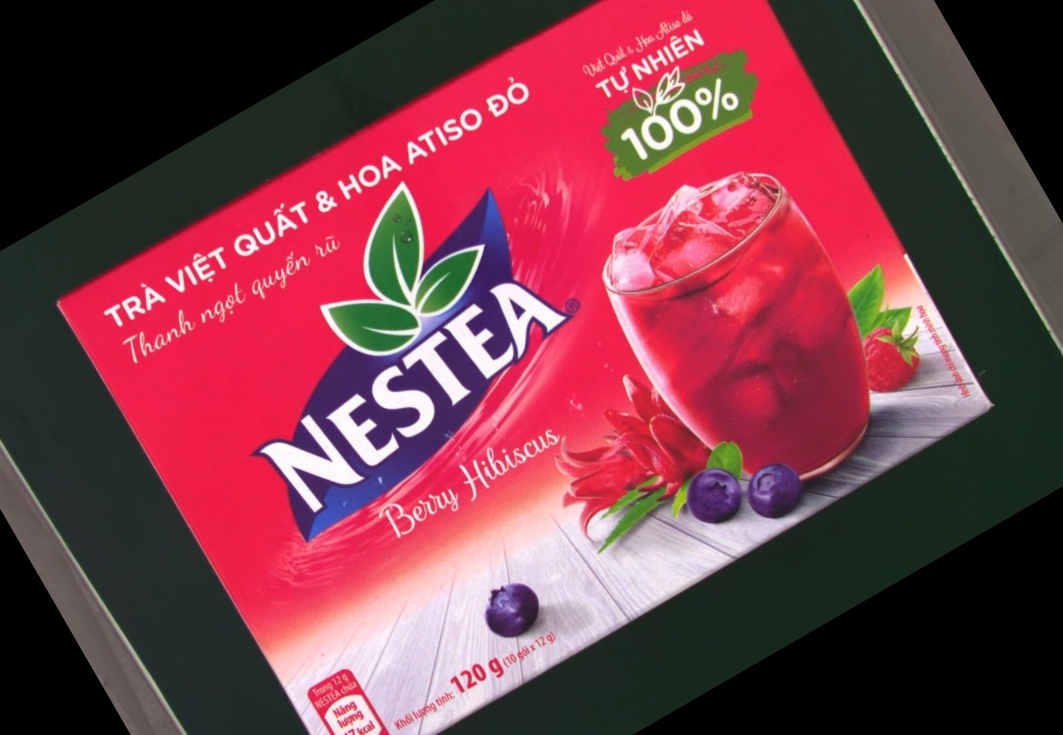 TRÀ VIỆT QUẤT & HOA ATISO ĐỎ
Thanh ngọt quyến rũ
Việt Quất & Hoa Atiso đỏ
TỰ NHIÊN
100%
NESTEA®
Berry Hibiscus
Khối lượng tịnh: 120 g (10 gói x 12 g)
Trong 12 g
NESTEA chứa
Năng
lượng
kcal